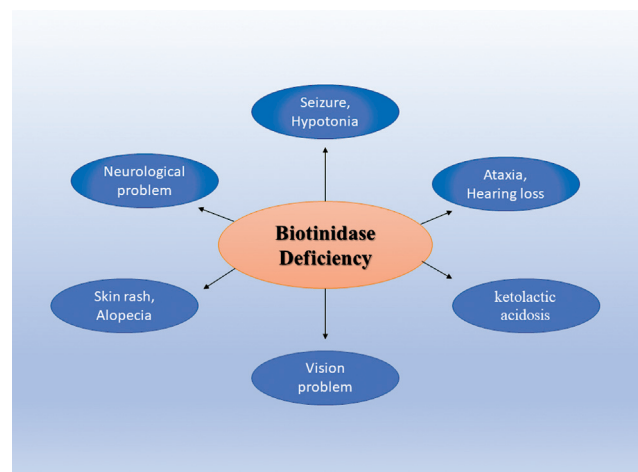 Seizure,
Hypotonia
Neurological
problem
Ataxia,
Hearing loss
Biotinidase
Deficiency
Skin rash,
Alopecia
ketolactic
acidosis
Vision
problem